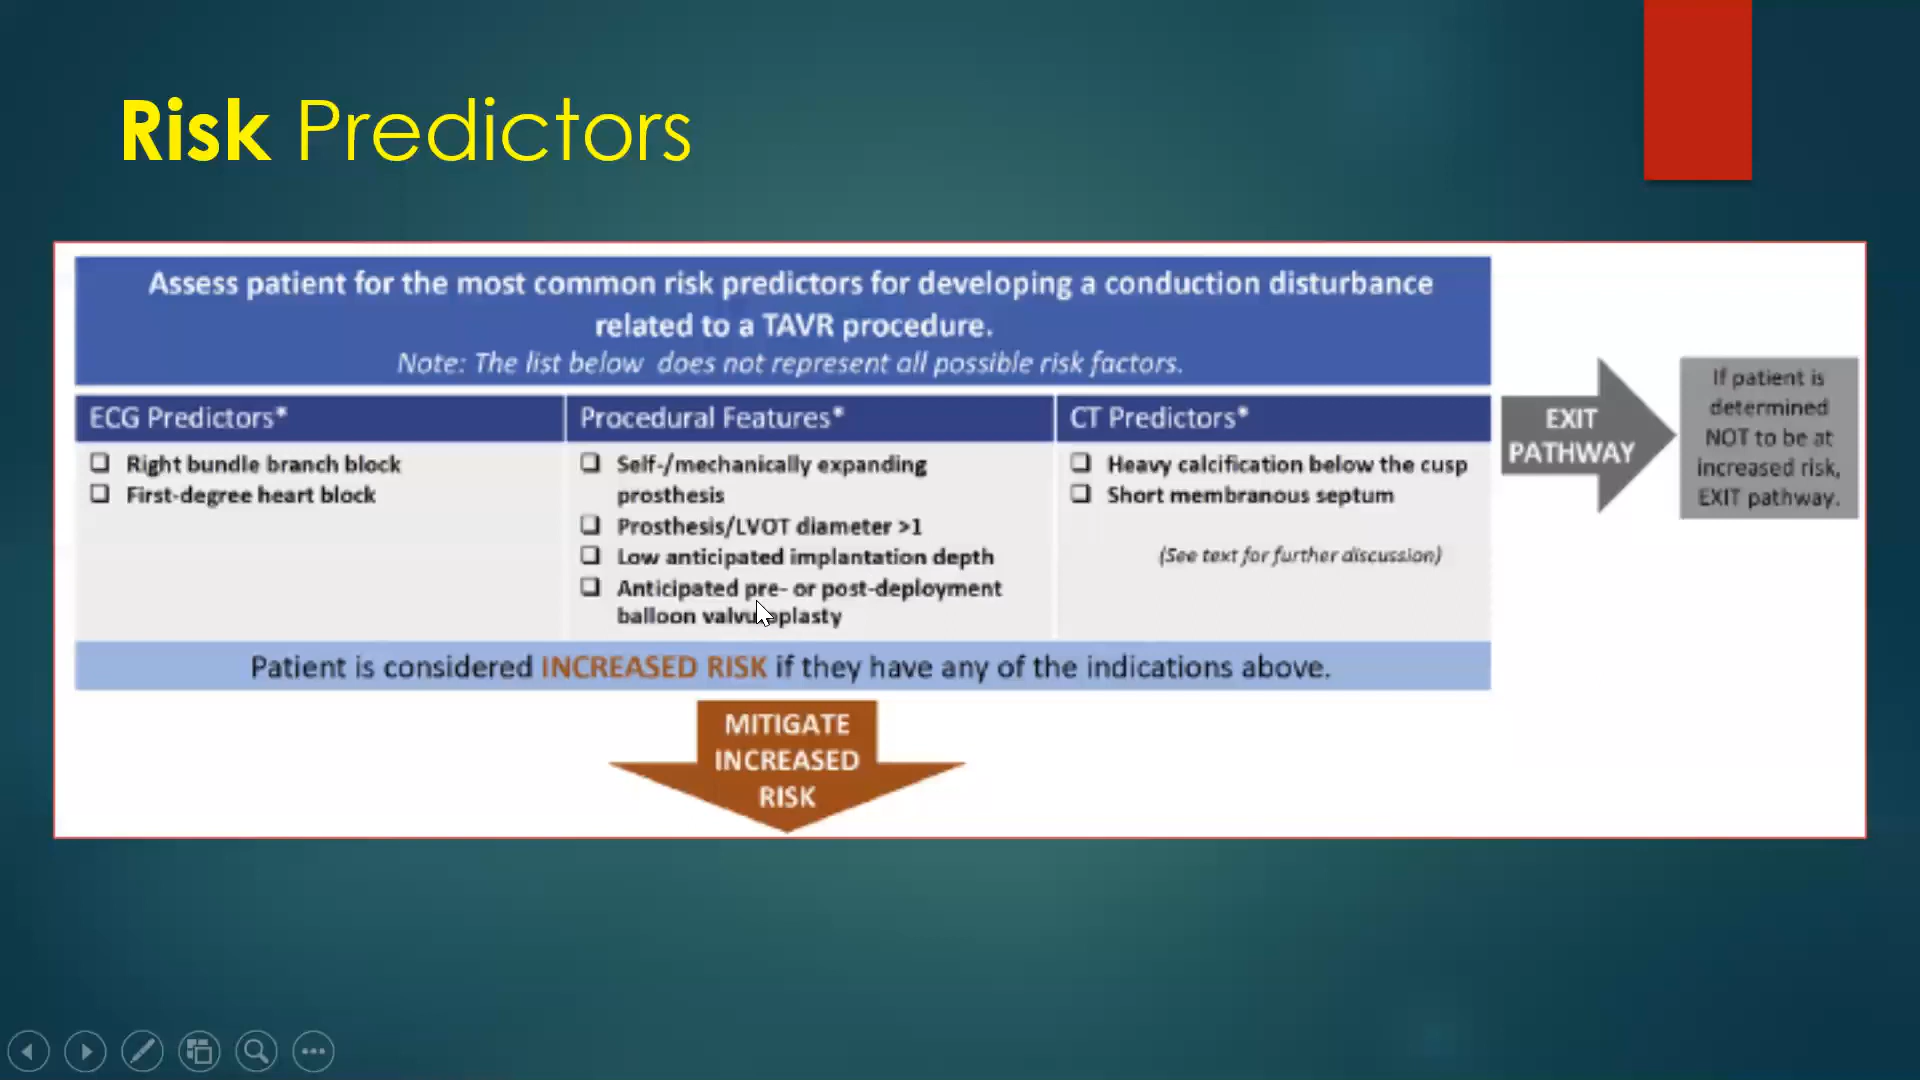 Risk Predictors
Assess patient for the most common risk predictors for developing a conduction disturbance
related to a TAVR procedure.
Note: The list below does not represent all possible risk factors.
ECG Predictors*
Right bundle branch block
First-degree heart block
Procedural Features*
Self-/mechanically expanding
prosthesis
Prosthesis/LVOT diameter >1
Low anticipated implantation depth
Anticipated pre- or post-deployment
balloon valvuloplasty
CT Predictors*
Heavy calcification below the cusp
Short membranous septum
(See text for further discussion)
Patient is considered INCREASED RISK if they have any of the indications above.
EXIT
PATHWAY
If patient is
determined
NOT to be at
increased risk,
EXIT pathway.
MITIGATE
INCREASED
RISK